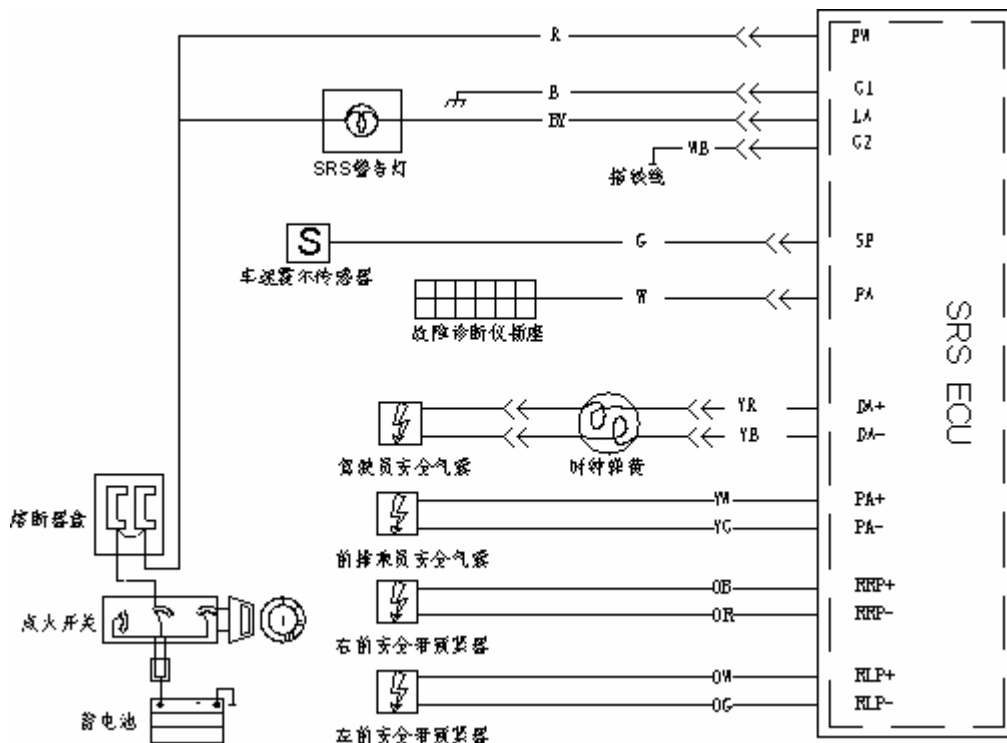 R
PW
B
G1
SRS警告灯
BY
LA
搭铁线
WB
G2
S
车速霍尔传感器
G
SP
故障诊断仪插座
W
PA
SRS ECU
驾驶员安全气囊
时钟弹簧
YR
DA+
YB
DA-
前排乘员安全气囊
YW
PA+
YG
PA-
熔断器盒
右前安全带预紧器
OB
RRP+
OR
RRP-
点火开关
左前安全带预紧器
OW
RLP+
OG
RLP-
蓄电池